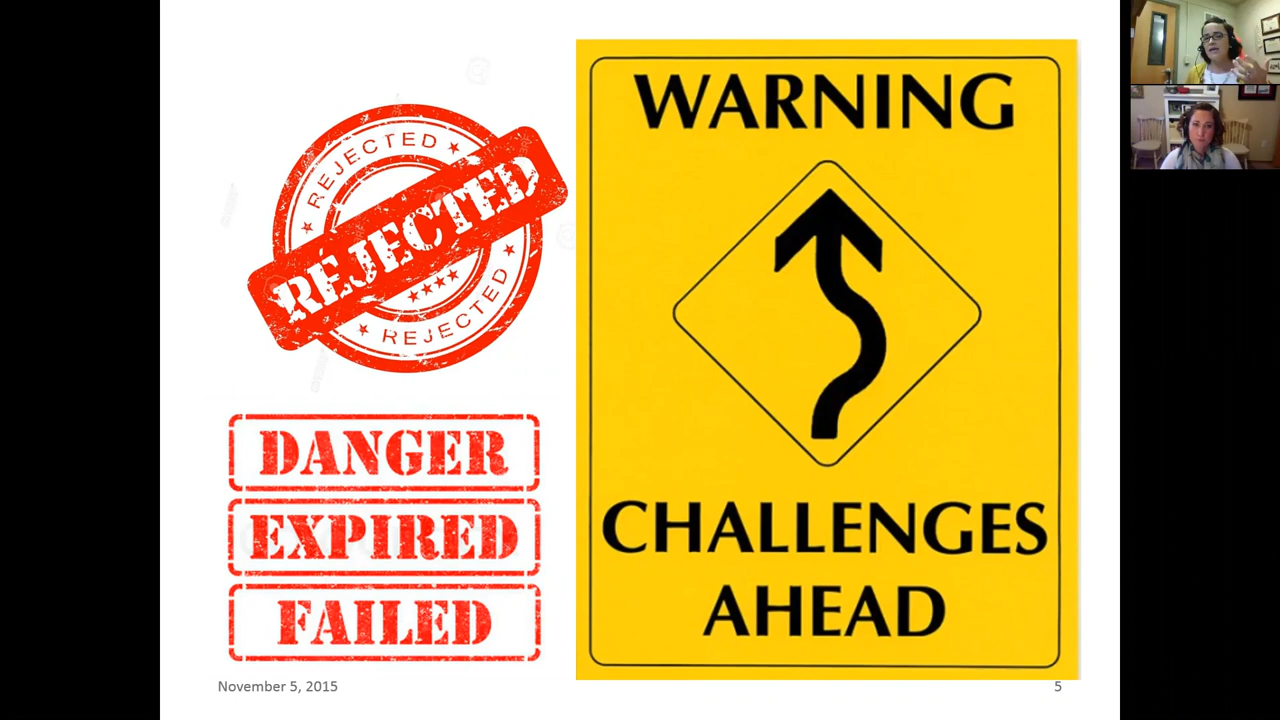 REJECTED
REJECTED
REJECTED
DANGER
EXPIRED
FAILED
WARNING
CHALLENGES
AHEAD
November 5, 2015
5